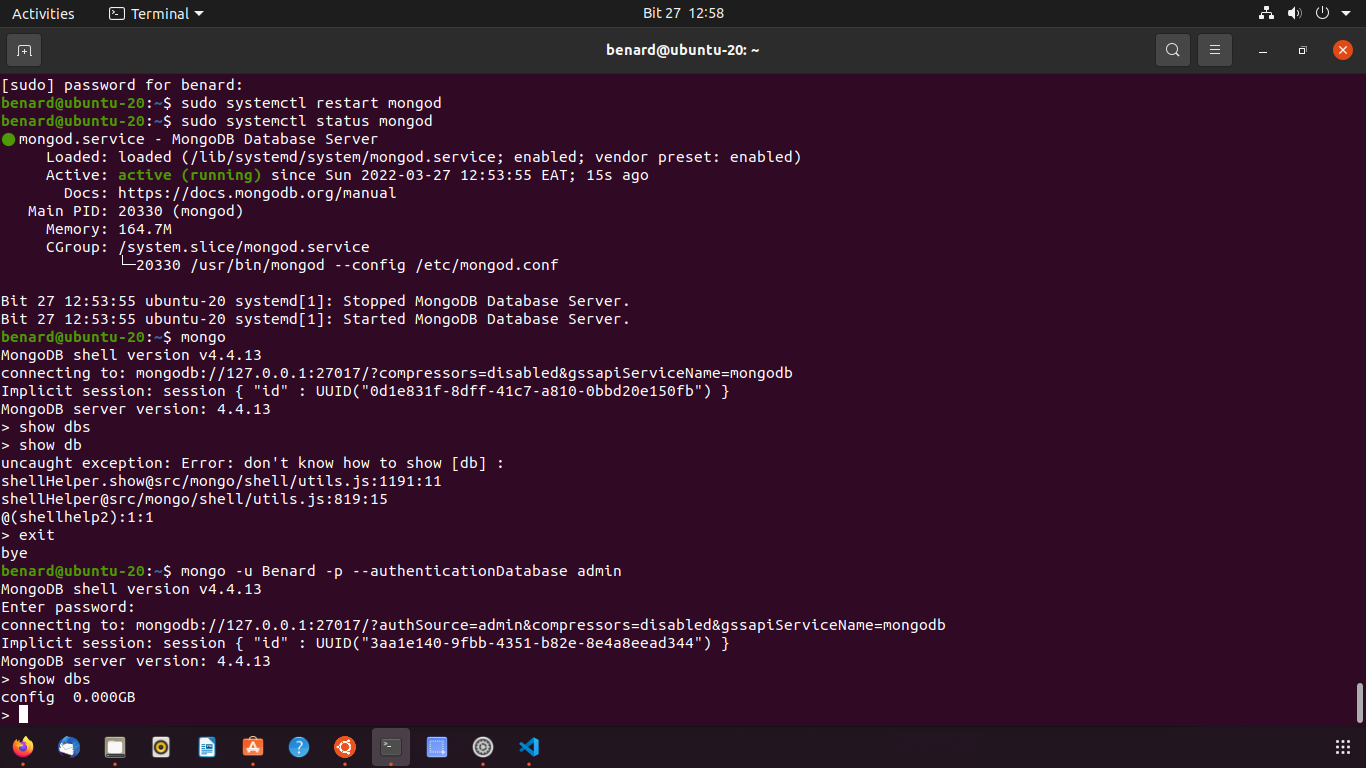 Activities
Terminal
Bit 27 12:58
benard@ubuntu-20: ~
[sudo] password for benard:
benard@ubuntu-20:~$ sudo systemctl restart mongod
benard@ubuntu-20:~$ sudo systemctl status mongod
● mongod.service - MongoDB Database Server
     Loaded: loaded (/lib/systemd/system/mongod.service; enabled; vendor preset: enabled)
     Active: active (running) since Sun 2022-03-27 12:53:55 EAT; 15s ago
       Docs: https://docs.mongodb.org/manual
   Main PID: 20330 (mongod)
     Memory: 164.7M
     CGroup: /system.slice/mongod.service
             └─20330 /usr/bin/mongod --config /etc/mongod.conf
Bit 27 12:53:55 ubuntu-20 systemd[1]: Stopped MongoDB Database Server.
Bit 27 12:53:55 ubuntu-20 systemd[1]: Started MongoDB Database Server.
benard@ubuntu-20:~$ mongo
MongoDB shell version v4.4.13
connecting to: mongodb://127.0.0.1:27017/?compressors=disabled&gssapiServiceName=mongodb
Implicit session: session { "id" : UUID("0d1e831f-8dff-41c7-a810-0bbd20e150fb") }
MongoDB server version: 4.4.13
> show dbs
> show db
uncaught exception: Error: don't know how to show [db] :
shellHelper.show@src/mongo/shell/utils.js:1191:11
shellHelper@src/mongo/shell/utils.js:819:15
@(shellhelp2):1:1
> exit
bye
benard@ubuntu-20:~$ mongo -u Benard -p --authenticationDatabase admin
MongoDB shell version v4.4.13
Enter password:
connecting to: mongodb://127.0.0.1:27017/?authSource=admin&compressors=disabled&gssapiServiceName=mongodb
Implicit session: session { "id" : UUID("3aa1e140-9fbb-4351-b82e-8e4a8eead344") }
MongoDB server version: 4.4.13
> show dbs
config  0.000GB
>